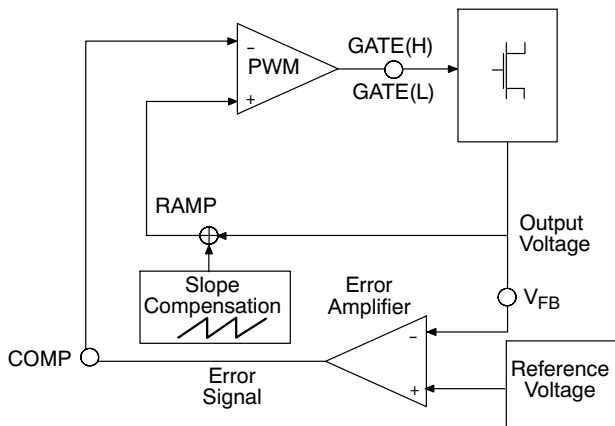 GATE(H)
−
PWM
GATE(L)
+
RAMP
Output
Voltage
Slope
Compensation
Error
Amplifier
VFB
−
COMP
Error
Signal
+
Reference
Voltage